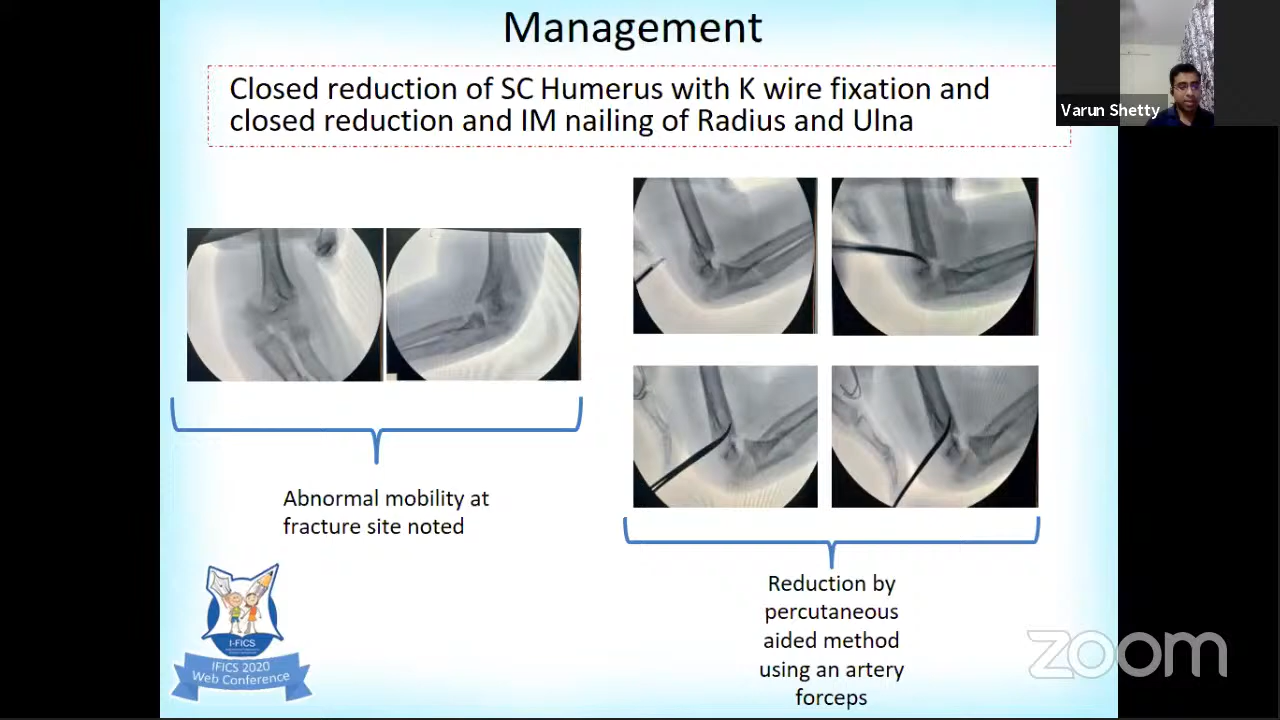 Management
Closed reduction of SC Humerus with K wire fixation and
closed reduction and IM nailing of Radius and Ulna
Varun Shetty
Abnormal mobility at
fracture site noted
Reduction by
percutaneous
aided method
using an artery
forceps
I-FICS
IFICS 2020
Web Conference
zoom